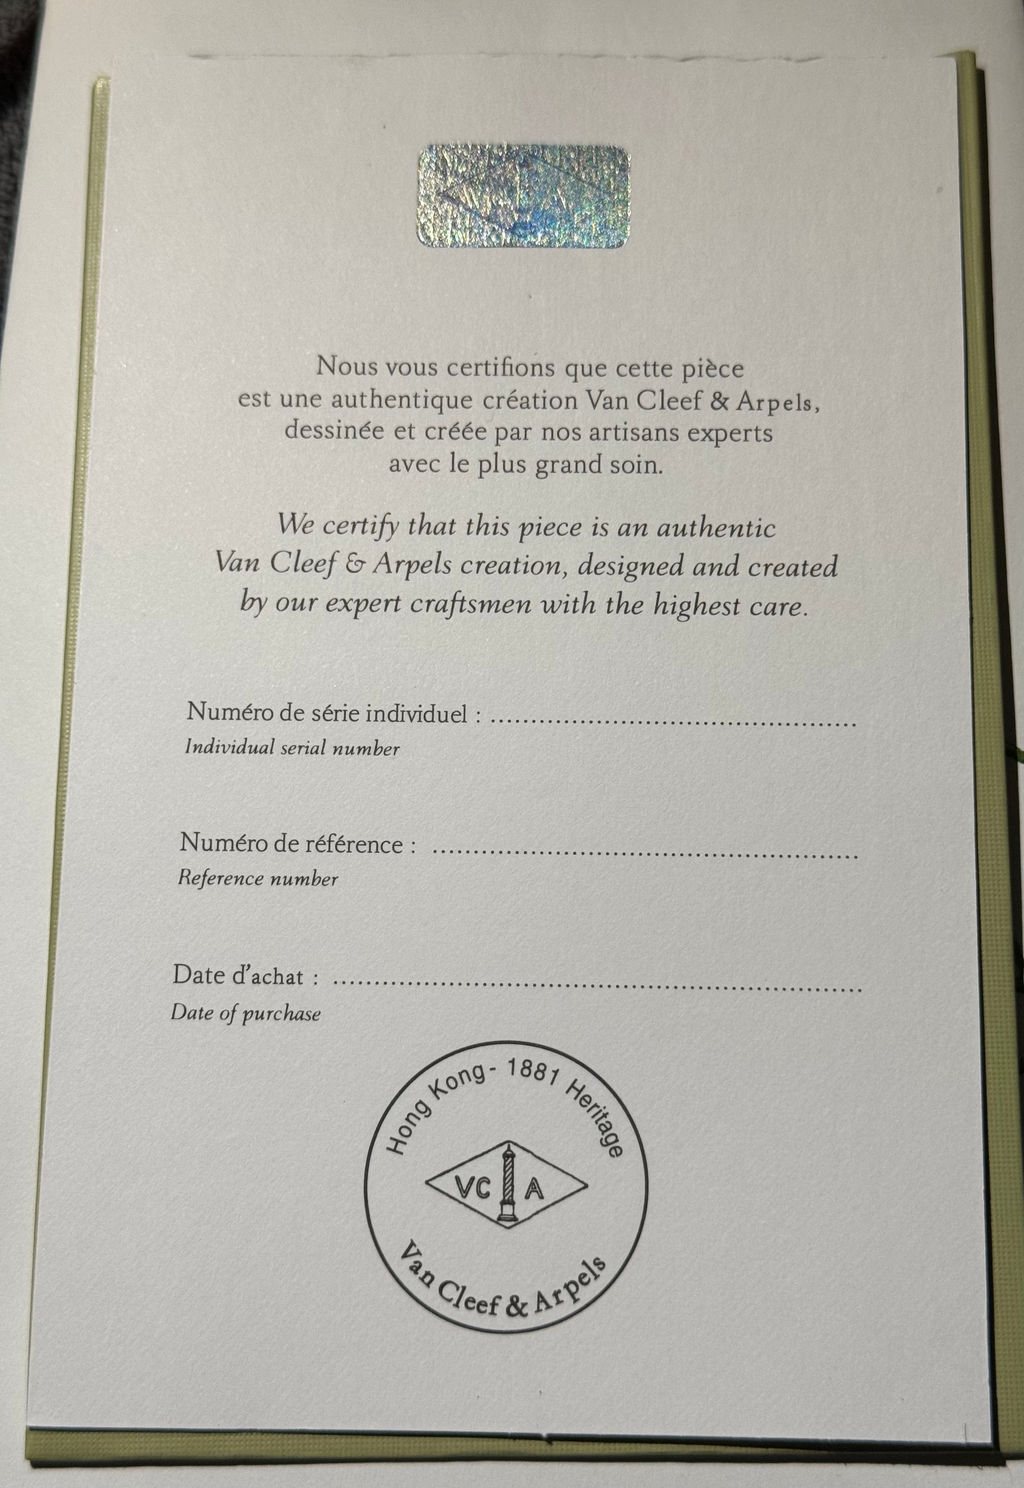 Nous vous certifions que cette pièce
est une authentique création Van Cleef & Arpels,
dessinée et créée par nos artisans experts
avec le plus grand soin.
We certify that this piece is an authentic
Van Cleef & Arpels creation, designed and created
by our expert craftsmen with the highest care.
Numéro de série individuel : ........................................................
Individual serial number
Numéro de référence : ................................................................
Reference number
Date d'achat : ................................................................................
Date of purchase
Hong Kong - 1881 Heritage
VC A
Van Cleef & Arpels